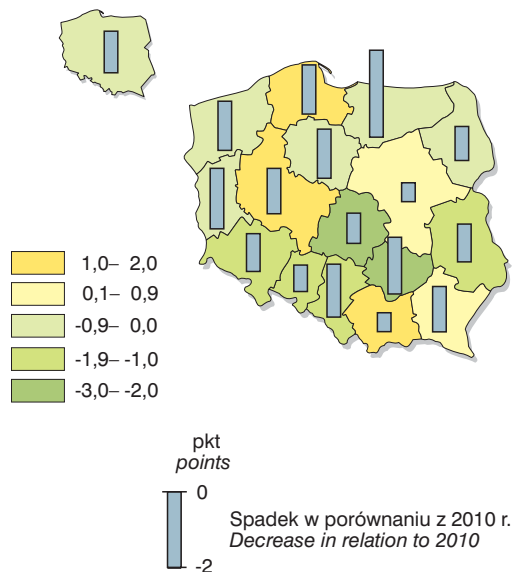 1,0– 2,0
0,1– 0,9
-0,9– 0,0
-1,9– -1,0
-3,0– -2,0
pkt
points
0
Spadek w porównaniu z 2010 r.
Decrease in relation to 2010
-2